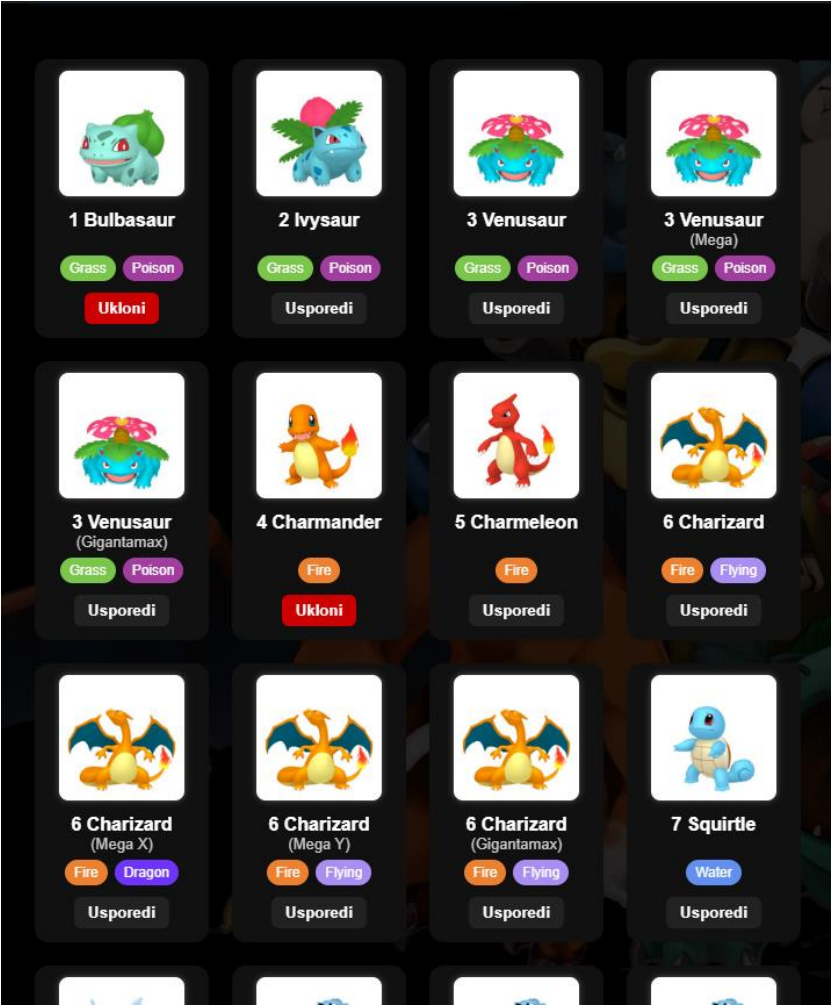 1 Bulbasaur
Grass Poison
Ukloni
2 Ivysaur
Grass Poison
Usporedi
3 Venusaur
Grass Poison
Usporedi
3 Venusaur
(Mega)
Grass Poison
Usporedi
3 Venusaur
(Gigantamax)
Grass Poison
Usporedi
4 Charmander
Fire
Ukloni
5 Charmeleon
Fire
Usporedi
6 Charizard
Fire Flying
Usporedi
6 Charizard
(Mega X)
Fire Dragon
Usporedi
6 Charizard
(Mega Y)
Fire Flying
Usporedi
6 Charizard
(Gigantamax)
Fire Flying
Usporedi
7 Squirtle
Water
Usporedi